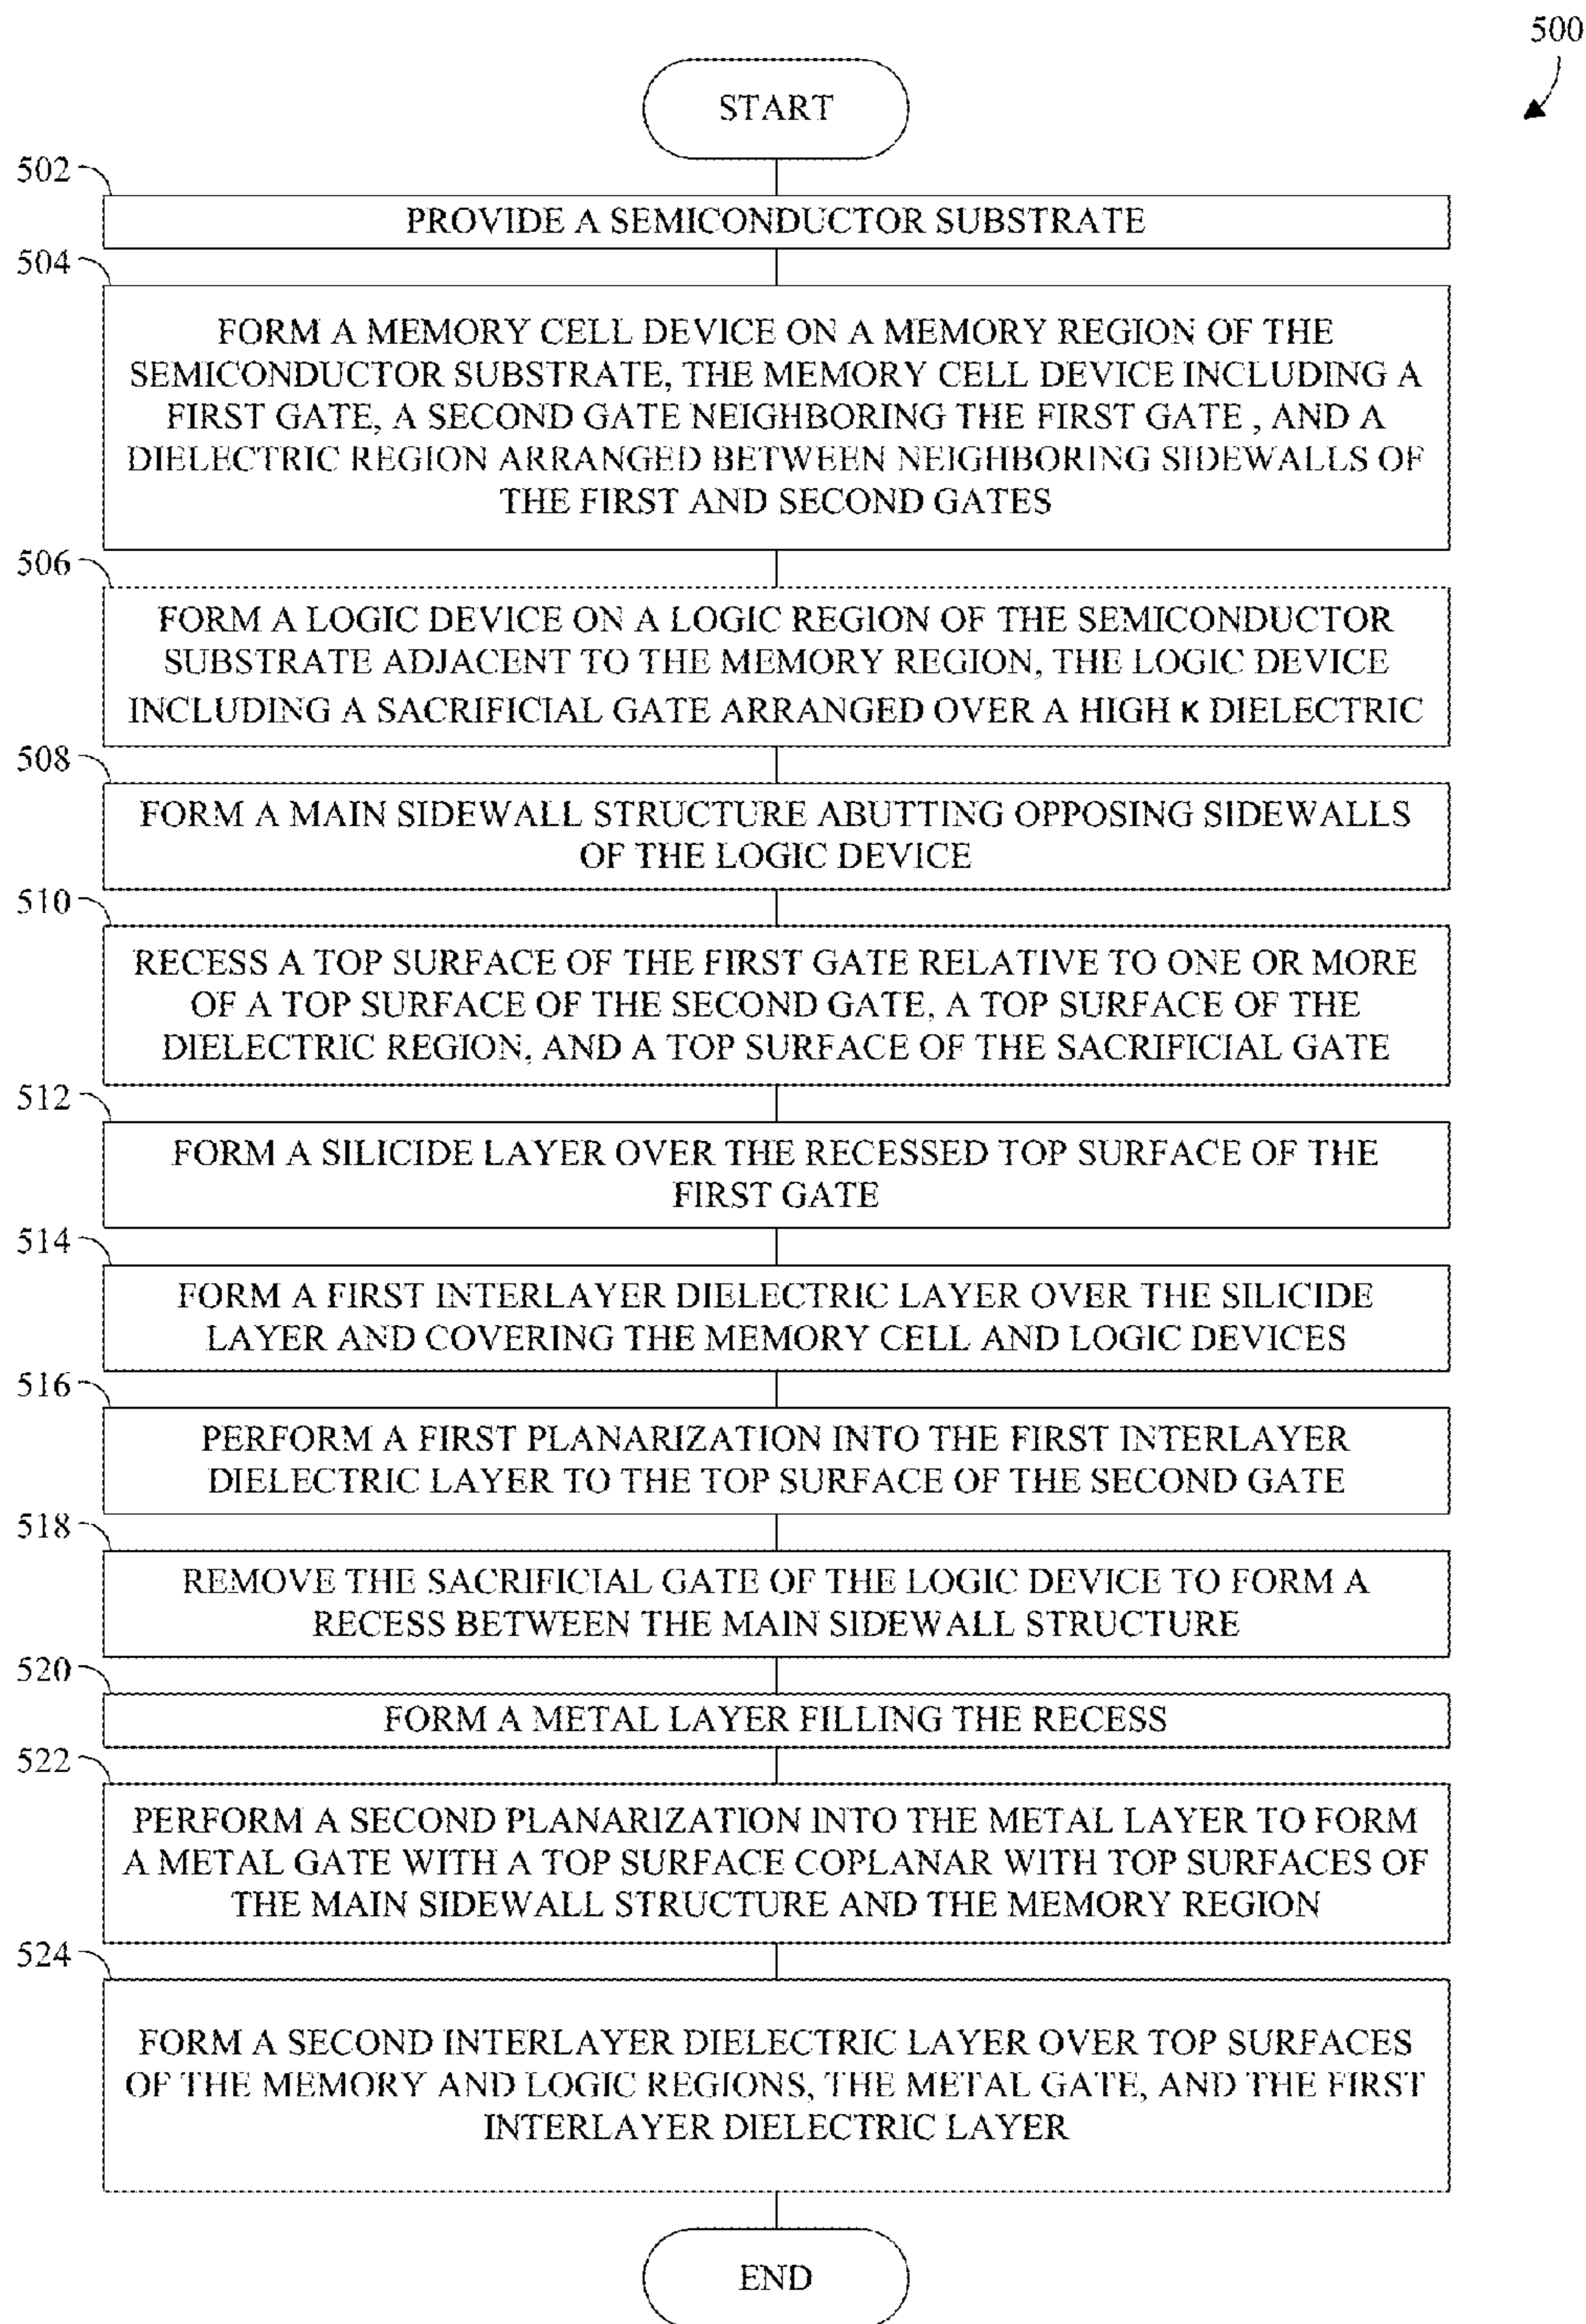 500
START
502
PROVIDE A SEMICONDUCTOR SUBSTRATE
504
FORM A MEMORY CELL DEVICE ON A MEMORY REGION OF THE
SEMICONDUCTOR SUBSTRATE, THE MEMORY CELL DEVICE INCLUDING A
FIRST GATE, A SECOND GATE NEIGHBORING THE FIRST GATE , AND A
DIELECTRIC REGION ARRANGED BETWEEN NEIGHBORING SIDEWALLS OF
THE FIRST AND SECOND GATES
506
FORM A LOGIC DEVICE ON A LOGIC REGION OF THE SEMICONDUCTOR
SUBSTRATE ADJACENT TO THE MEMORY REGION, THE LOGIC DEVICE
INCLUDING A SACRIFICIAL GATE ARRANGED OVER A HIGH κ DIELECTRIC
508
FORM A MAIN SIDEWALL STRUCTURE ABUTTING OPPOSING SIDEWALLS
OF THE LOGIC DEVICE
510
RECESS A TOP SURFACE OF THE FIRST GATE RELATIVE TO ONE OR MORE
OF A TOP SURFACE OF THE SECOND GATE, A TOP SURFACE OF THE
DIELECTRIC REGION, AND A TOP SURFACE OF THE SACRIFICIAL GATE
512
FORM A SILICIDE LAYER OVER THE RECESSED TOP SURFACE OF THE
FIRST GATE
514
FORM A FIRST INTERLAYER DIELECTRIC LAYER OVER THE SILICIDE
LAYER AND COVERING THE MEMORY CELL AND LOGIC DEVICES
516
PERFORM A FIRST PLANARIZATION INTO THE FIRST INTERLAYER
DIELECTRIC LAYER TO THE TOP SURFACE OF THE SECOND GATE
518
REMOVE THE SACRIFICIAL GATE OF THE LOGIC DEVICE TO FORM A
RECESS BETWEEN THE MAIN SIDEWALL STRUCTURE
520
FORM A METAL LAYER FILLING THE RECESS
522
PERFORM A SECOND PLANARIZATION INTO THE METAL LAYER TO FORM
A METAL GATE WITH A TOP SURFACE COPLANAR WITH TOP SURFACES OF
THE MAIN SIDEWALL STRUCTURE AND THE MEMORY REGION
524
FORM A SECOND INTERLAYER DIELECTRIC LAYER OVER TOP SURFACES
OF THE MEMORY AND LOGIC REGIONS, THE METAL GATE, AND THE FIRST
INTERLAYER DIELECTRIC LAYER
END